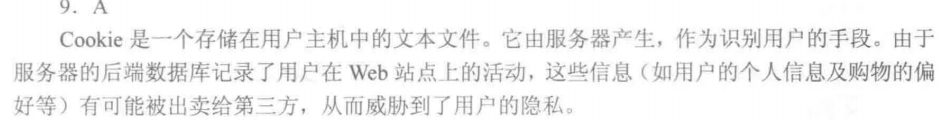 9. A
Cookie 是一个存储在用户主机中的文本文件。它由服务器产生，作为识别用户的手段。由于
服务器的后端数据库记录了用户在 Web 站点上的活动，这些信息（如用户的个人信息及购物的偏
好等）有可能被出卖给第三方，从而威胁到了用户的隐私。